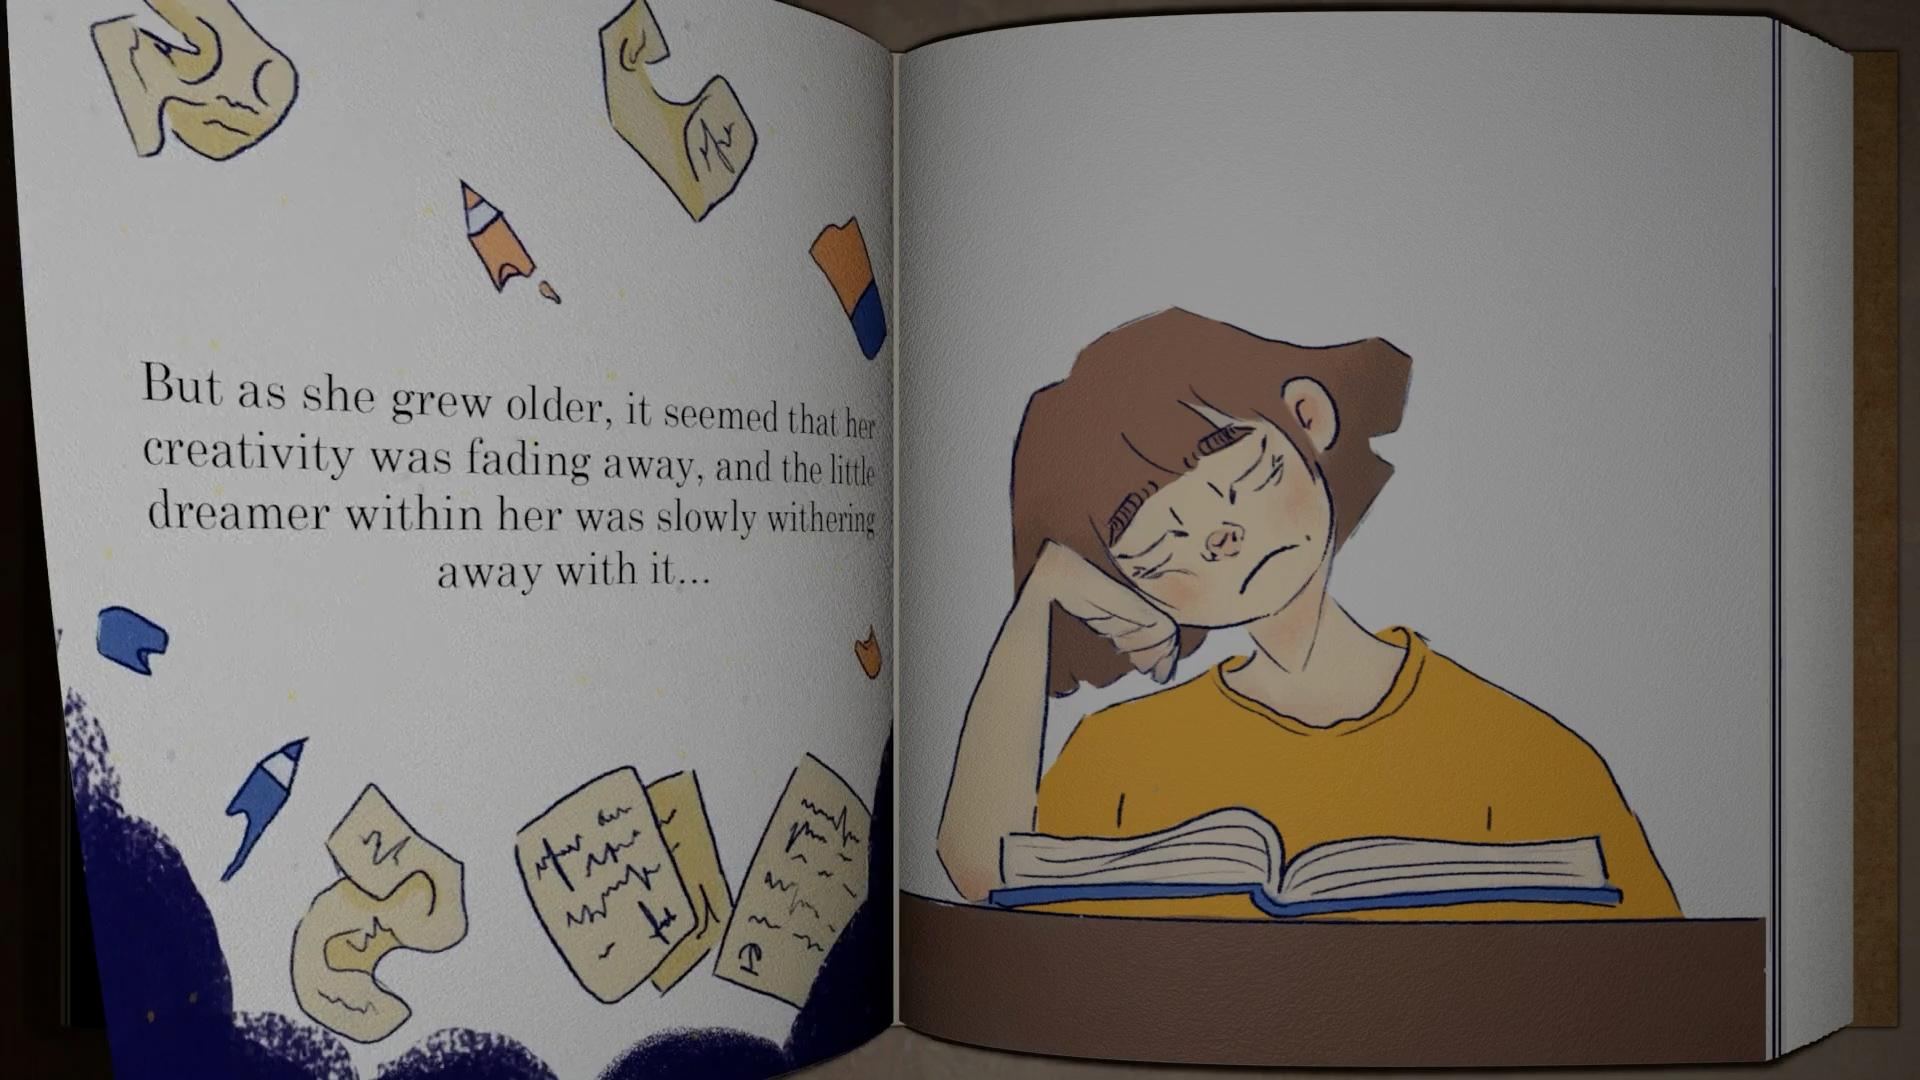 But as she grew older, it seemed that her
creativity was fading away, and the little
dreamer within her was slowly withering
away with it...